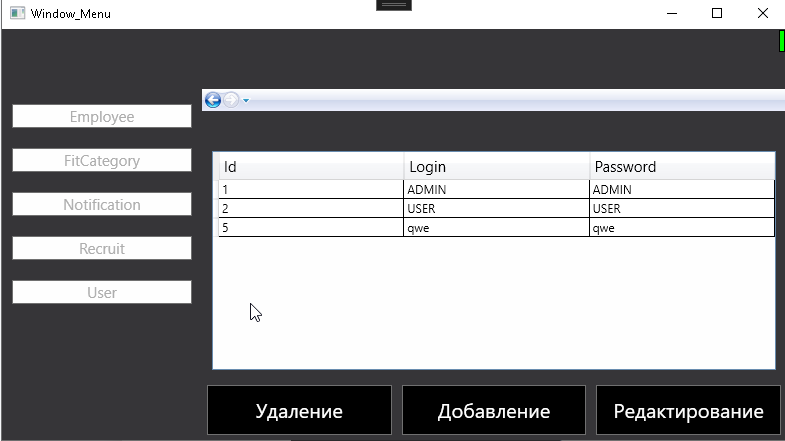 Window_Menu
Employee
FitCategory
Notification
Recruit
User
Id Login Password
1 ADMIN ADMIN
2 USER USER
5 qwe qwe
Удаление Добавление Редактирование